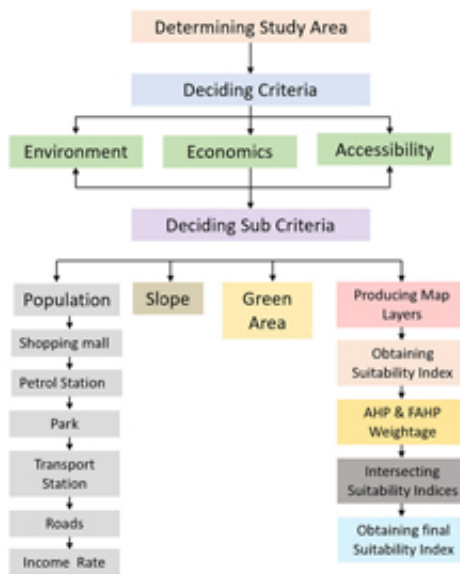 Determining Study Area
Deciding Criteria
Environment
Economics
Accessibility
Deciding Sub Criteria
Population
Slope
Green
Area
Producing Map
Layers
Shopping mall
Petrol Station
Park
Transport
Station
Roads
Income Rate
Obtaining
Suitability Index
AHP & FAHP
Weightage
Intersecting
Suitability Indices
Obtaining final
Suitability Index